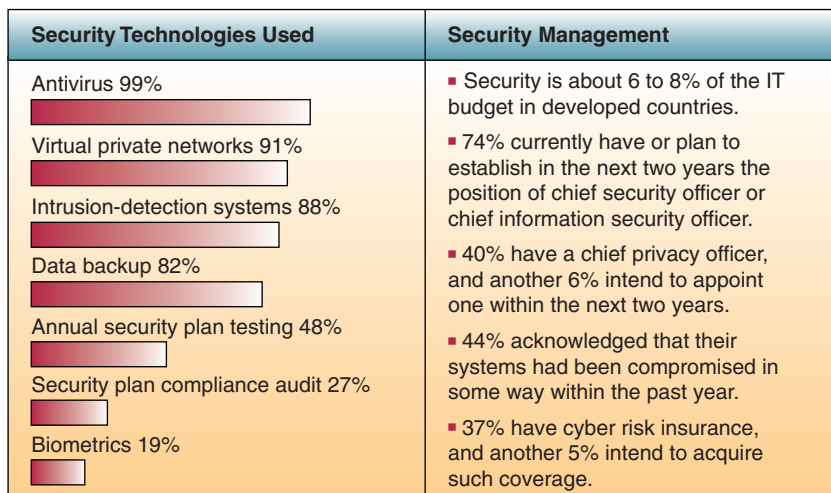 Security Technologies Used
Antivirus 99%
Virtual private networks 91%
Intrusion-detection systems 88%
Data backup 82%
Annual security plan testing 48%
Security plan compliance audit 27%
Biometrics 19%
Security Management
▪ Security is about 6 to 8% of the IT
budget in developed countries.
▪ 74% currently have or plan to
establish in the next two years the
position of chief security officer or
chief information security officer.
▪ 40% have a chief privacy officer,
and another 6% intend to appoint
one within the next two years.
▪ 44% acknowledged that their
systems had been compromised in
some way within the past year.
▪ 37% have cyber risk insurance,
and another 5% intend to acquire
such coverage.